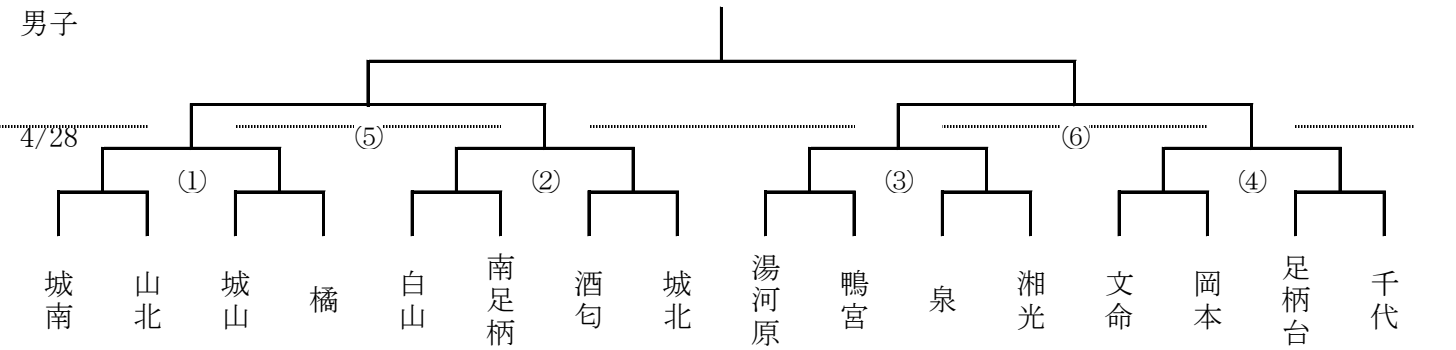 男子
4/28
(5)
(6)
(1)
(2)
(3)
(4)
城南
山北
城山
橘
白山
南足柄
酒匂
城北
湯河原
鴨宮
泉
湘光
文命
岡本
足柄台
千代